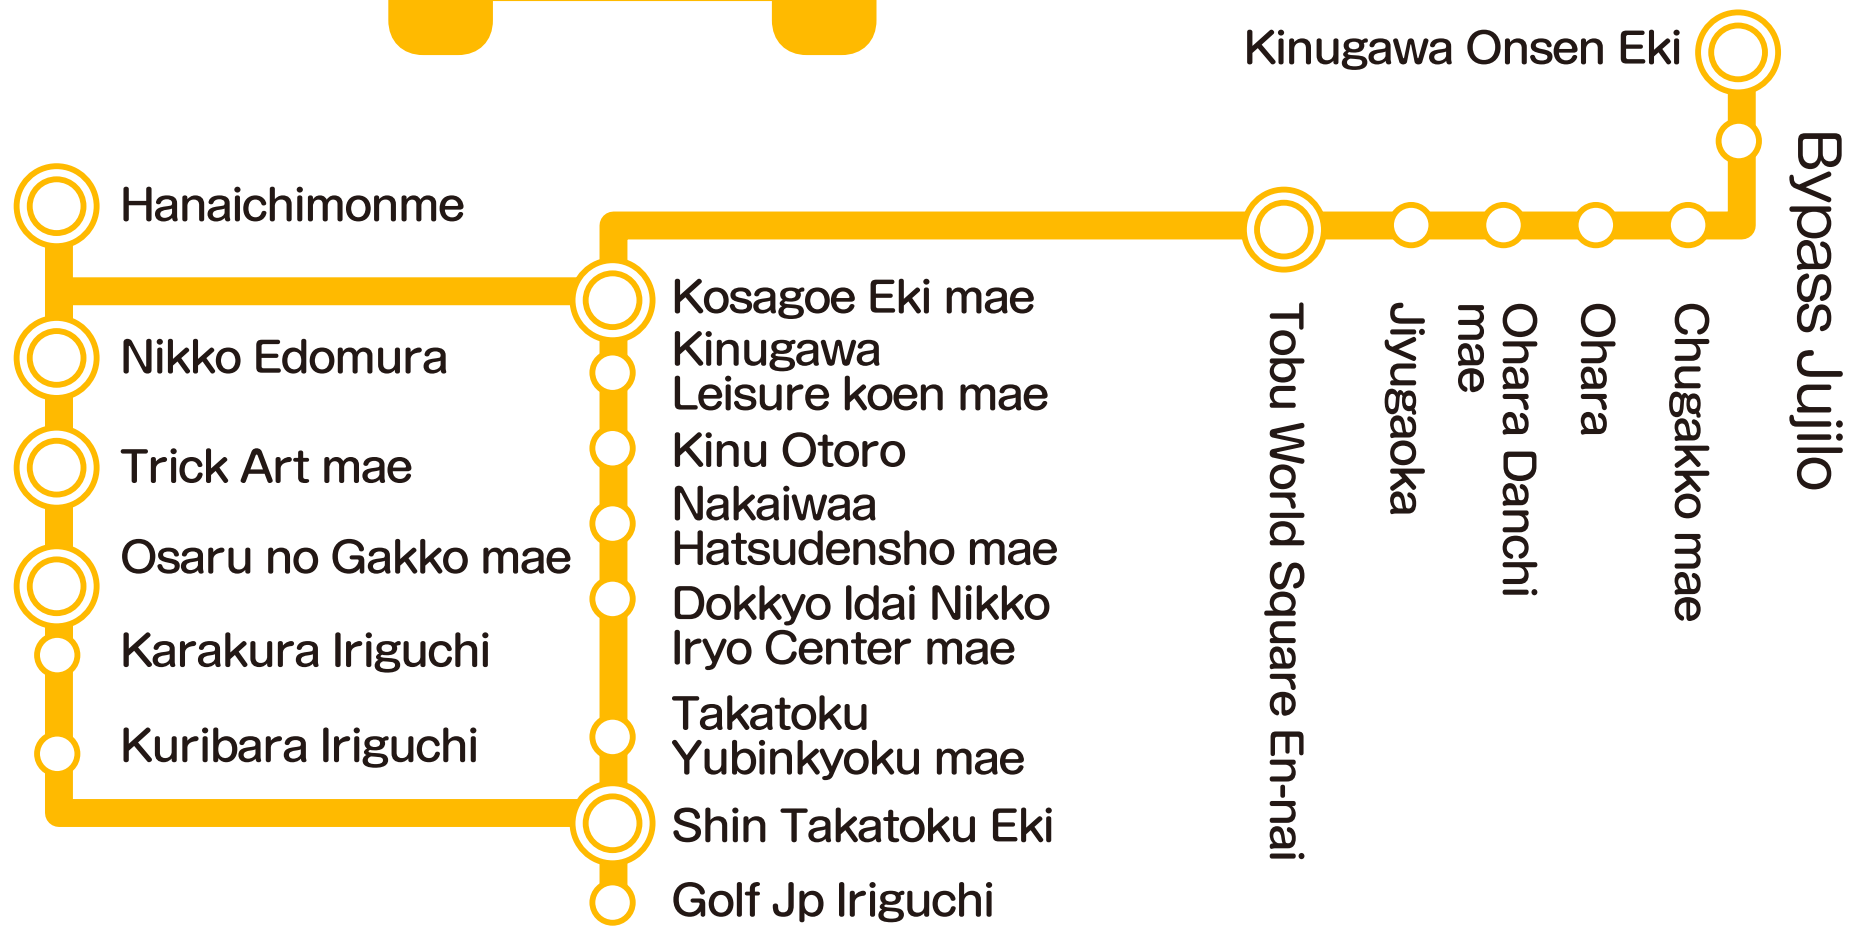 Kinugawa Onsen Eki
Bypass Jujilo
Hanaichimonme
Nikko Edomura
Trick Art mae
Osaru no Gakko mae
Karakura Iriguchi
Kuribara Iriguchi
Kosagoe Eki mae
Kinugawa
Leisure koen mae
Kinu Otoro
Nakaiwaa
Hatsudensho mae
Dokkyo Idai Nikko
Iryo Center mae
Takatoku
Yubinkyoku mae
Shin Takatoku Eki
Golf Jp Iriguchi
Tobu World Square En-nai
Jiyugaoka
Ohara Danchi
mae
Ohara
Chugakko mae